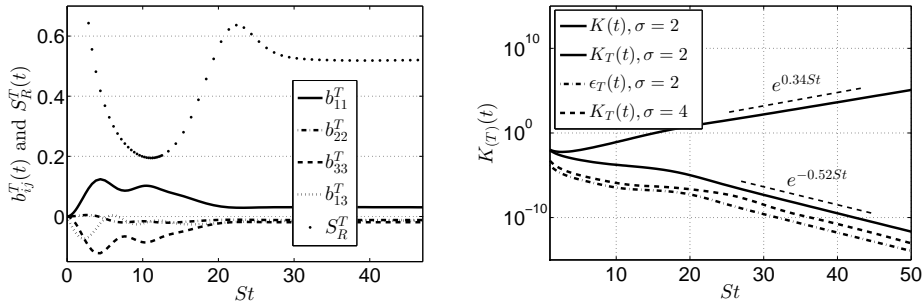 b_{ij}^T(t) and S_R^T(t)
0.6
0.4
0.2
0
0 10 20 30 40
St
b_{11}^T
b_{22}^T
b_{33}^T
b_{13}^T
S_R^T
K_{(T)}(t)
10^{10}
10^0
10^{-10}
10 20 30 40 50
St
K(t), σ = 2
K_T(t), σ = 2
ϵ_T(t), σ = 2
K_T(t), σ = 4
e^{0.34St}
e^{-0.52St}